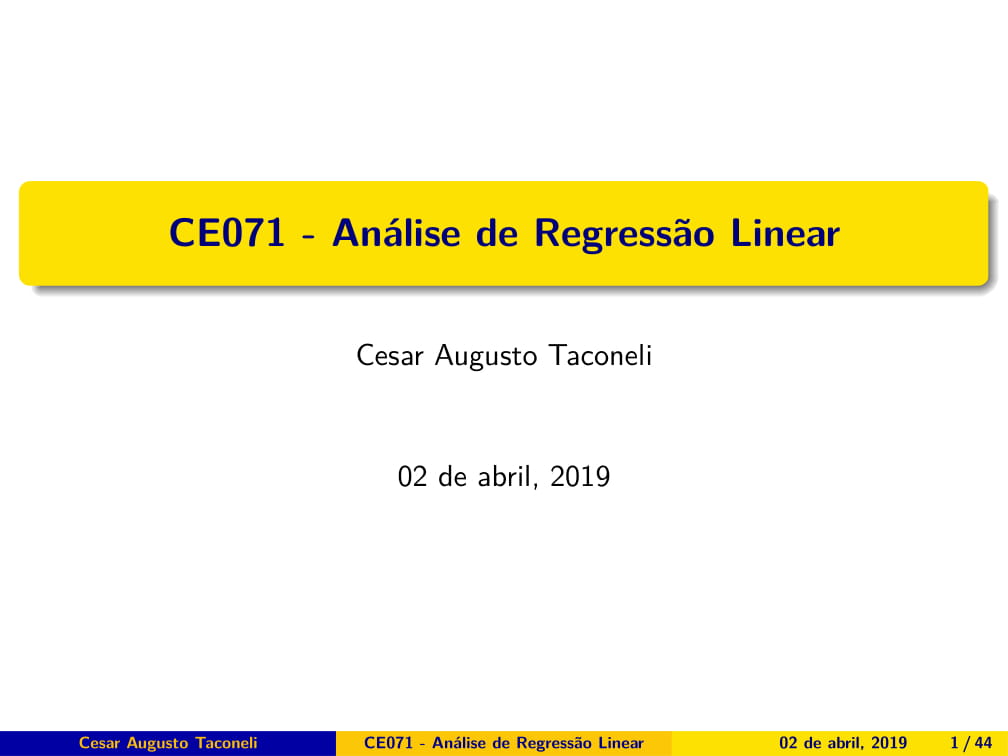 CE071 - Análise de Regressão Linear
Cesar Augusto Taconeli
02 de abril, 2019
Cesar Augusto Taconeli CE071 - Análise de Regressão Linear 02 de abril, 2019 1 / 44